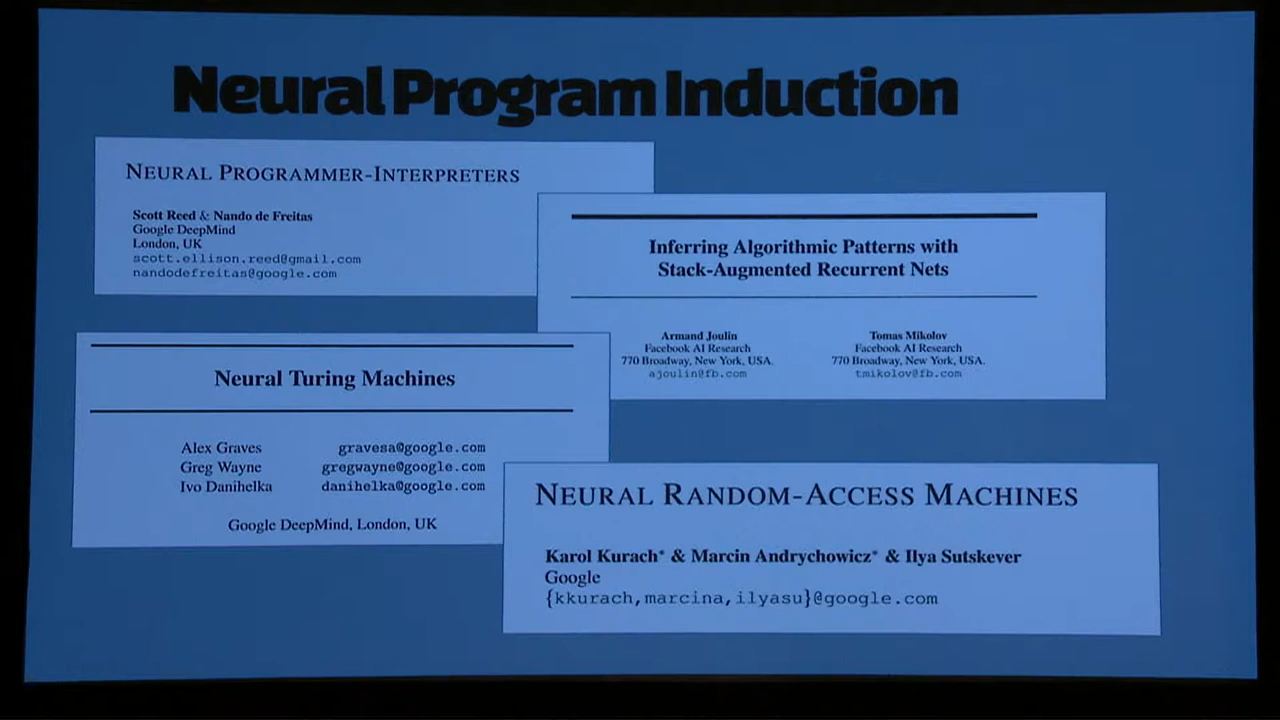 Neural Program Induction
NEURAL PROGRAMMER-INTERPRETERS
Scott Reed & Nando de Freitas
Google DeepMind
London, UK
scott.ellison.reed@gmail.com
nandodefreitas@google.com
Inferring Algorithmic Patterns with
Stack-Augmented Recurrent Nets
Armand Joulin
Facebook AI Research
770 Broadway, New York, USA.
ajoulin@fb.com
Tomas Mikolov
Facebook AI Research
770 Broadway, New York, USA.
tmikolov@fb.com
Neural Turing Machines
Alex Graves gravesa@google.com
Greg Wayne gregwayne@google.com
Ivo Danihelka danihelka@google.com
Google DeepMind, London, UK
NEURAL RANDOM-ACCESS MACHINES
Karol Kurach* & Marcin Andrychowicz* & Ilya Sutskever
Google
{kkurach,marcina,ilyasu}@google.com